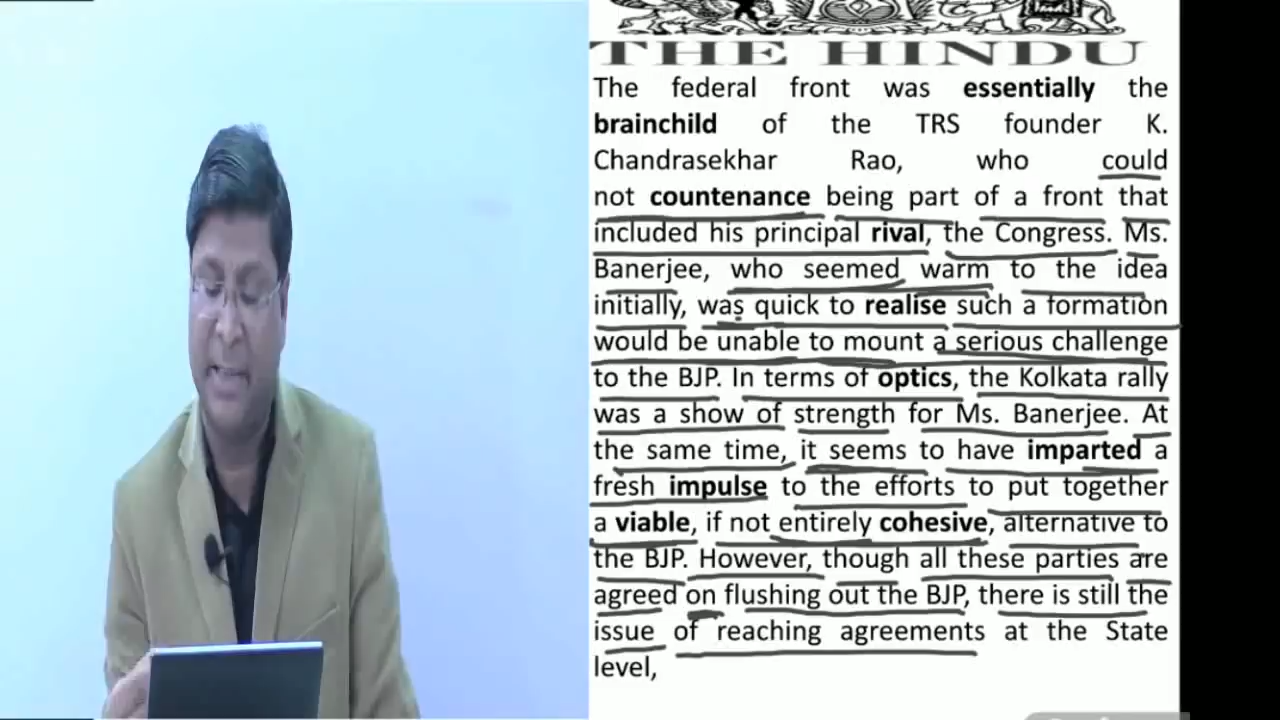 THE HINDU
The federal front was essentially the
brainchild of the TRS founder K.
Chandrasekhar Rao, who could
not countenance being part of a front that
included his principal rival, the Congress. Ms.
Banerjee, who seemed warm to the idea
initially, was quick to realise such a formation
would be unable to mount a serious challenge
to the BJP. In terms of optics, the Kolkata rally
was a show of strength for Ms. Banerjee. At
the same time, it seems to have imparted a
fresh impulse to the efforts to put together
a viable, if not entirely cohesive, alternative to
the BJP. However, though all these parties are
agreed on flushing out the BJP, there is still the
issue of reaching agreements at the State
level,